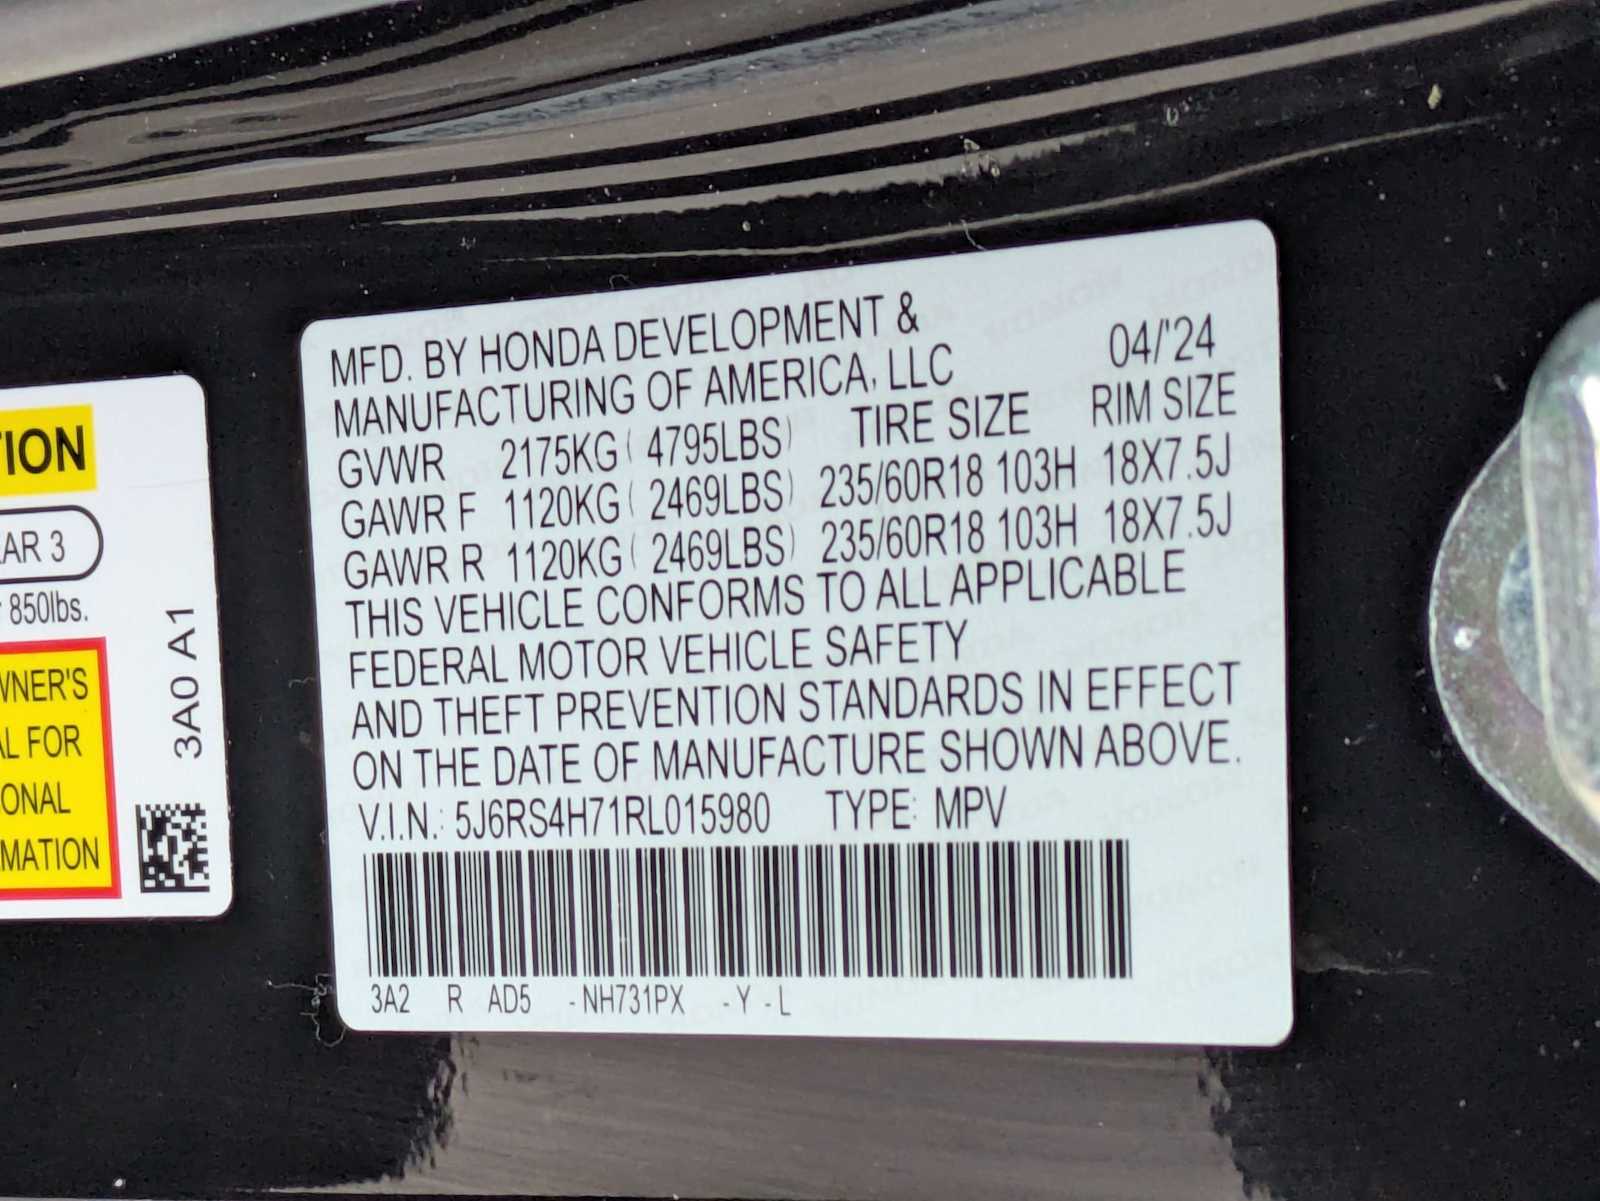 MFD. BY HONDA DEVELOPMENT &
MANUFACTURING OF AMERICA, LLC 04/'24
GVWR 2175KG ( 4795LBS) TIRE SIZE RIM SIZE
GAWR F 1120KG ( 2469LBS) 235/60R18 103H 18X7.5J
GAWR R 1120KG ( 2469LBS) 235/60R18 103H 18X7.5J
THIS VEHICLE CONFORMS TO ALL APPLICABLE
FEDERAL MOTOR VEHICLE SAFETY
AND THEFT PREVENTION STANDARDS IN EFFECT
ON THE DATE OF MANUFACTURE SHOWN ABOVE.
V.I.N.: 5J6RS4H71RL015980 TYPE: MPV
3A2 R AD5 -NH731PX -Y -L
TION
AR 3
850lbs.
WNER'S
AL FOR
ONAL
MATION
3A0 A1